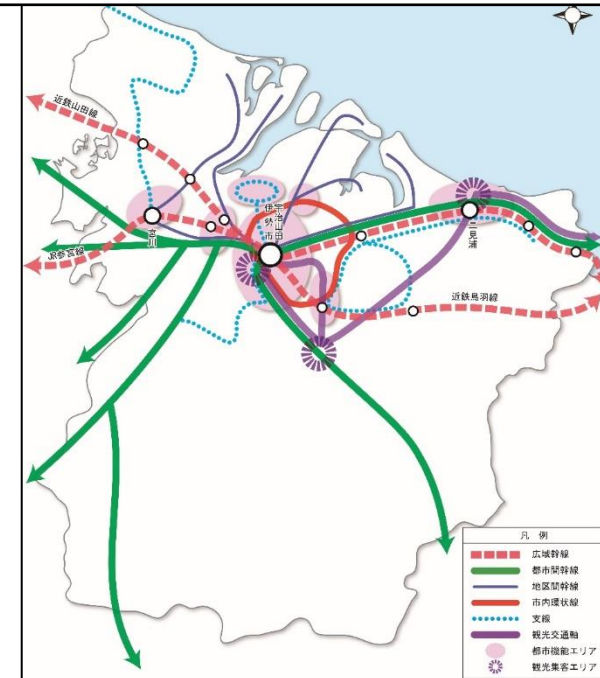 近鉄山田線
JR参宮線
宮川
伊勢市
宇治山田
二見浦
近鉄鳥羽線
凡 例
広域幹線
都市間幹線
地区間幹線
市内環状線
支線
観光交通軸
都市機能エリア
観光集客エリア